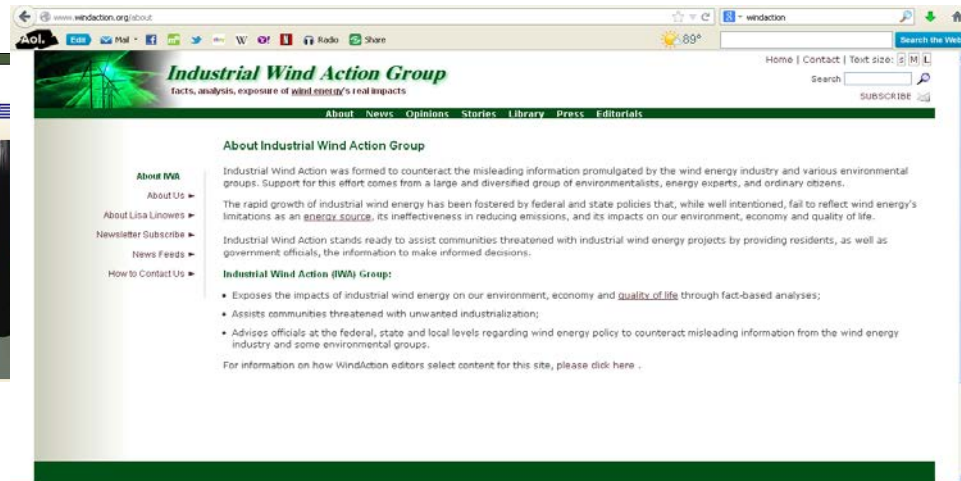 www.windaction.org/about
windaction
Aol. Edit Mail W O! N Radio Share 89° Search the Web
Home | Contact | Text size: S M L
Industrial Wind Action Group
facts, analysis, exposure of wind energy's real impacts
Search
SUBSCRIBE
About News Opinions Stories Library Press Editorials
About Industrial Wind Action Group
About IWA
About Us ►
About Lisa Linowes ►
Newsletter Subscribe ►
News Feeds ►
How to Contact Us ►
Industrial Wind Action was formed to counteract the misleading information promulgated by the wind energy industry and various environmental
groups. Support for this effort comes from a large and diversified group of environmentalists, energy experts, and ordinary citizens.
The rapid growth of industrial wind energy has been fostered by federal and state policies that, while well intentioned, fail to reflect wind energy's
limitations as an energy source, its ineffectiveness in reducing emissions, and its impacts on our environment, economy and quality of life.
Industrial Wind Action stands ready to assist communities threatened with industrial wind energy projects by providing residents, as well as
government officials, the information to make informed decisions.
Industrial Wind Action (IWA) Group:
• Exposes the impacts of industrial wind energy on our environment, economy and quality of life through fact-based analyses;
• Assists communities threatened with unwanted industrialization;
• Advises officials at the federal, state and local levels regarding wind energy policy to counteract misleading information from the wind energy
industry and some environmental groups.
For information on how WindAction editors select content for this site, please click here .